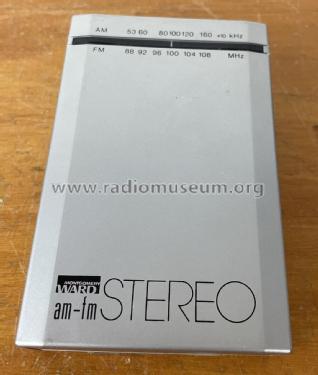 AM 53 60 80 100 120 160 x10 kHz
FM 88 92 96 100 104 108 MHz
www.radiomuseum.org
MONTGOMERY
WARD
am-fm STEREO